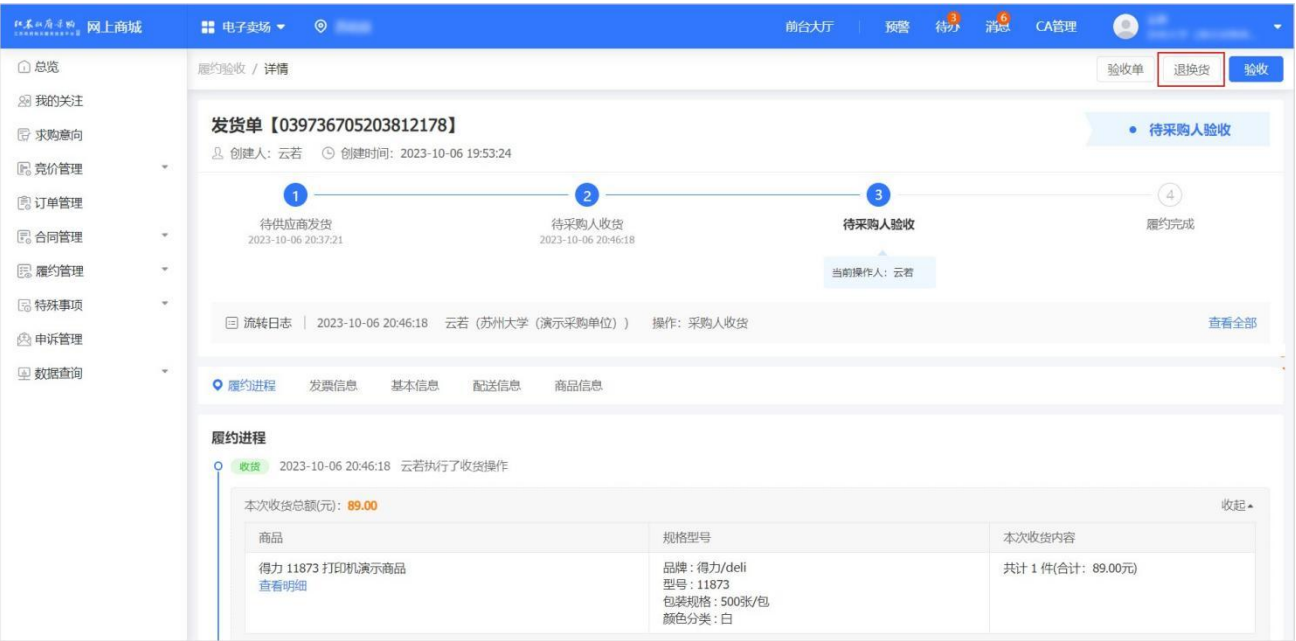 网上商城
电子卖场
前台大厅
预警
待办 3
消息 6
CA管理
总览
我的关注
求购意向
竞价管理
订单管理
合同管理
履约管理
特殊事项
申诉管理
数据查询
履约验收 / 详情
验收单
退换货
验收
发货单【039736705203812178】
创建人：云若 创建时间：2023-10-06 19:53:24
待采购人验收
1
待供应商发货
2023-10-06 20:37:21
2
待采购人收货
2023-10-06 20:46:18
3
待采购人验收
当前操作人：云若
4
履约完成
流转日志 2023-10-06 20:46:18 云若（苏州大学（演示采购单位）） 操作：采购人收货 查看全部
履约进程 发票信息 基本信息 配送信息 商品信息
履约进程
收货 2023-10-06 20:46:18 云若执行了收货操作
本次收货总额(元)：89.00 收起
商品 规格型号 本次收货内容
得力 11873 打印机演示商品
查看明细
品牌 : 得力/deli
型号 : 11873
包装规格 : 500张/包
颜色分类 : 白
共计 1 件(合计：89.00元)